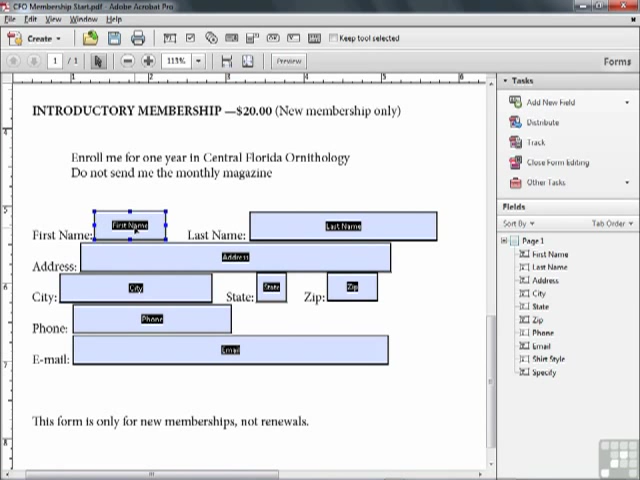 CFO Membership Start.pdf - Adobe Acrobat Pro
File Edit View Window Help
Create
Keep tool selected
1 / 1
113%
Preview
Forms
INTRODUCTORY MEMBERSHIP —$20.00 (New membership only)
Enroll me for one year in Central Florida Ornithology
Do not send me the monthly magazine
First Name: First Name Last Name: Last Name
Address: Address
City: City State: State Zip: Zip
Phone: Phone
E-mail: Email
This form is only for new memberships, not renewals.
Tasks
Add New Field
Distribute
Track
Close Form Editing
Other Tasks
Fields
Sort By Tab Order
Page 1
First Name
Last Name
Address
City
State
Zip
Phone
Email
Shirt Style
Specify